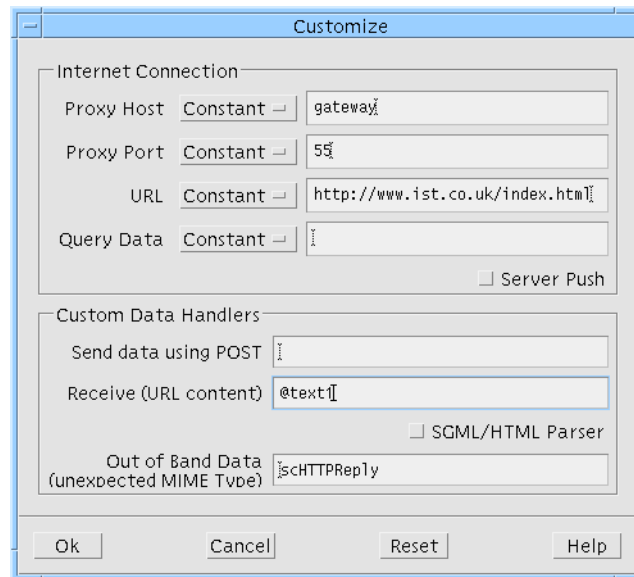 Customize
Internet Connection
Proxy Host Constant gateway
Proxy Port Constant 55
URL Constant http://www.ist.co.uk/index.html
Query Data Constant
Server Push
Custom Data Handlers
Send data using POST
Receive (URL content) @text1
SGML/HTML Parser
Out of Band Data
(unexpected MIME Type) scHTTPReply
Ok Cancel Reset Help